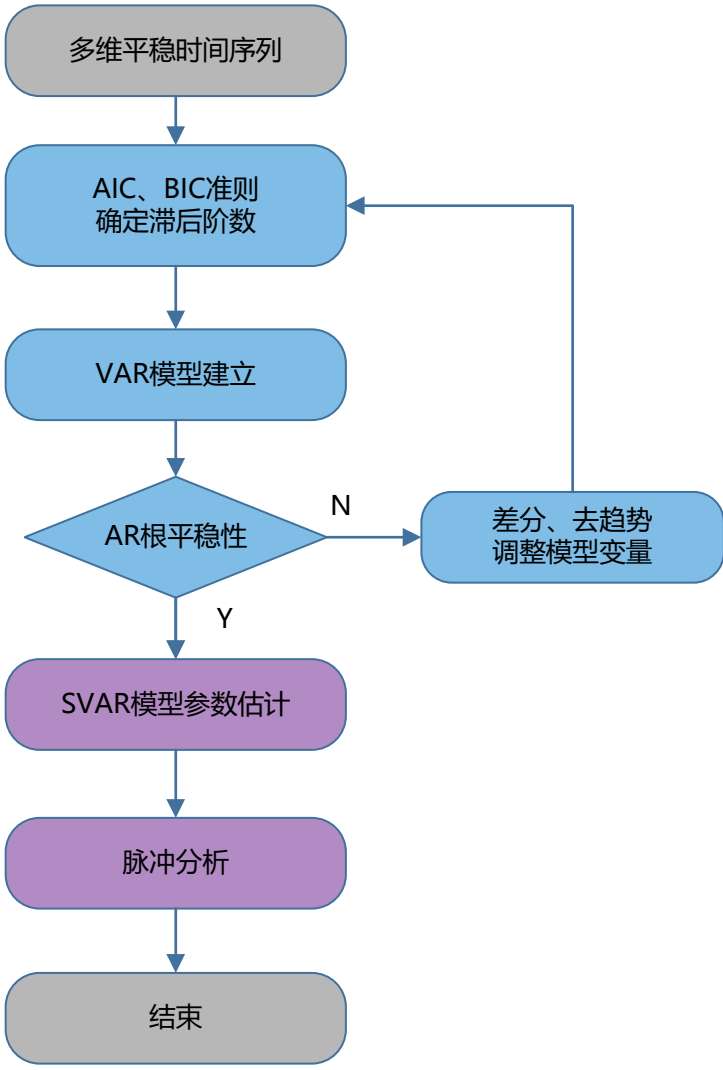 多维平稳时间序列
AIC、BIC准则
确定滞后阶数
VAR模型建立
AR根平稳性
N
差分、去趋势
调整模型变量
Y
SVAR模型参数估计
脉冲分析
结束